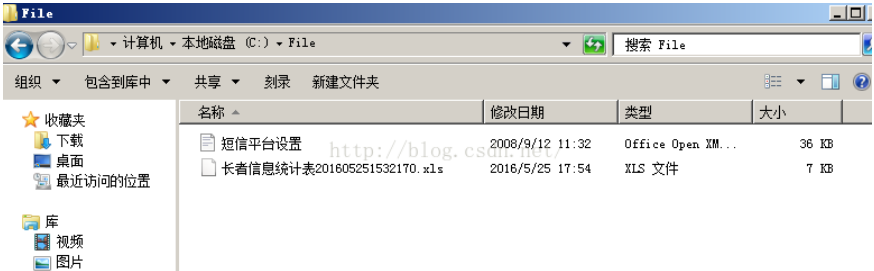 File
计算机 本地磁盘 (C:) File
搜索 File
组织 包含到库中 共享 刻录 新建文件夹
收藏夹
下载
桌面
最近访问的位置
库
视频
图片
名称 修改日期 类型 大小
短信平台设置 2008/9/12 11:32 Office Open XM... 36 KB
长者信息统计表201605251532170.xls 2016/5/25 17:54 XLS 文件 7 KB
http://blog.csdn.net/